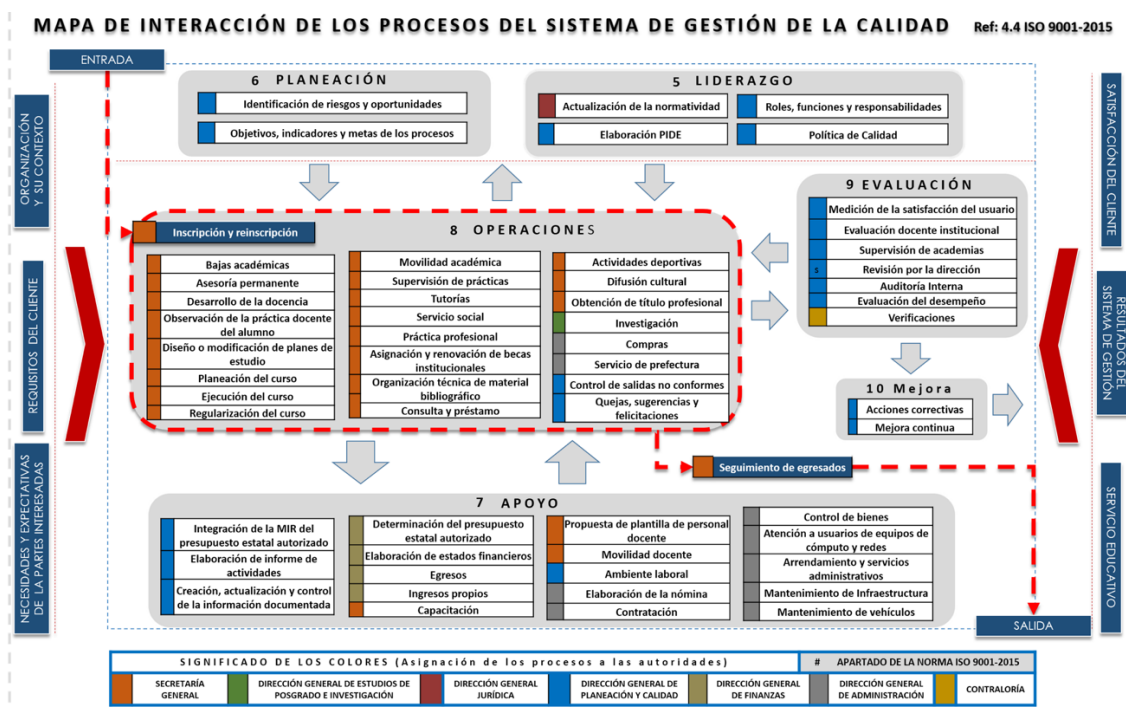 MAPA DE INTERACCIÓN DE LOS PROCESOS DEL SISTEMA DE GESTIÓN DE LA CALIDAD Ref: 4.4 ISO 9001-2015
ENTRADA
ORGANIZACIÓN
Y SU CONTEXTO
REQUISITOS DEL CLIENTE
NECESIDADES Y EXPECTATIVAS
DE LA PARTES INTERESADAS
6 PLANEACIÓN
Identificación de riesgos y oportunidades
Objetivos, indicadores y metas de los procesos
5 LIDERAZGO
Actualización de la normatividad
Elaboración PIDE
Roles, funciones y responsabilidades
Política de Calidad
Inscripción y reinscripción
8 OPERACIONES
Bajas académicas
Asesoría permanente
Desarrollo de la docencia
Observación de la práctica docente
del alumno
Diseño o modificación de planes de
estudio
Planeación del curso
Ejecución del curso
Regularización del curso
Movilidad académica
Supervisión de prácticas
Tutorías
Servicio social
Práctica profesional
Asignación y renovación de becas
institucionales
Organización técnica de material
bibliográfico
Consulta y préstamo
Actividades deportivas
Difusión cultural
Obtención de título profesional
Investigación
Compras
Servicio de prefectura
Control de salidas no conformes
Quejas, sugerencias y
felicitaciones
9 EVALUACIÓN
Medición de la satisfacción del usuario
Evaluación docente institucional
Supervisión de academias
s
Revisión por la dirección
Auditoría Interna
Evaluación del desempeño
Verificaciones
10 Mejora
Acciones correctivas
Mejora continua
Seguimiento de egresados
7 APOYO
Integración de la MIR del
presupuesto estatal autorizado
Elaboración de informe de
actividades
Creación, actualización y control
de la información documentada
Determinación del presupuesto
estatal autorizado
Elaboración de estados financieros
Egresos
Ingresos propios
Capacitación
Propuesta de plantilla de personal
docente
Movilidad docente
Ambiente laboral
Elaboración de la nómina
Contratación
Control de bienes
Atención a usuarios de equipos de
cómputo y redes
Arrendamiento y servicios
administrativos
Mantenimiento de Infraestructura
Mantenimiento de vehículos
SATISFACCIÓN DEL CLIENTE
RESULTADOS DEL
SISTEMA DE GESTIÓN
SERVICIO EDUCATIVO
SALIDA
SIGNIFICADO DE LOS COLORES (Asignación de los procesos a las autoridades)
# APARTADO DE LA NORMA ISO 9001-2015
SECRETARÍA
GENERAL
DIRECCIÓN GENERAL DE ESTUDIOS DE
POSGRADO E INVESTIGACIÓN
DIRECCIÓN GENERAL
JURÍDICA
DIRECCIÓN GENERAL DE
PLANEACIÓN Y CALIDAD
DIRECCIÓN GENERAL
DE FINANZAS
DIRECCIÓN GENERAL
DE ADMINISTRACIÓN
CONTRALORÍA